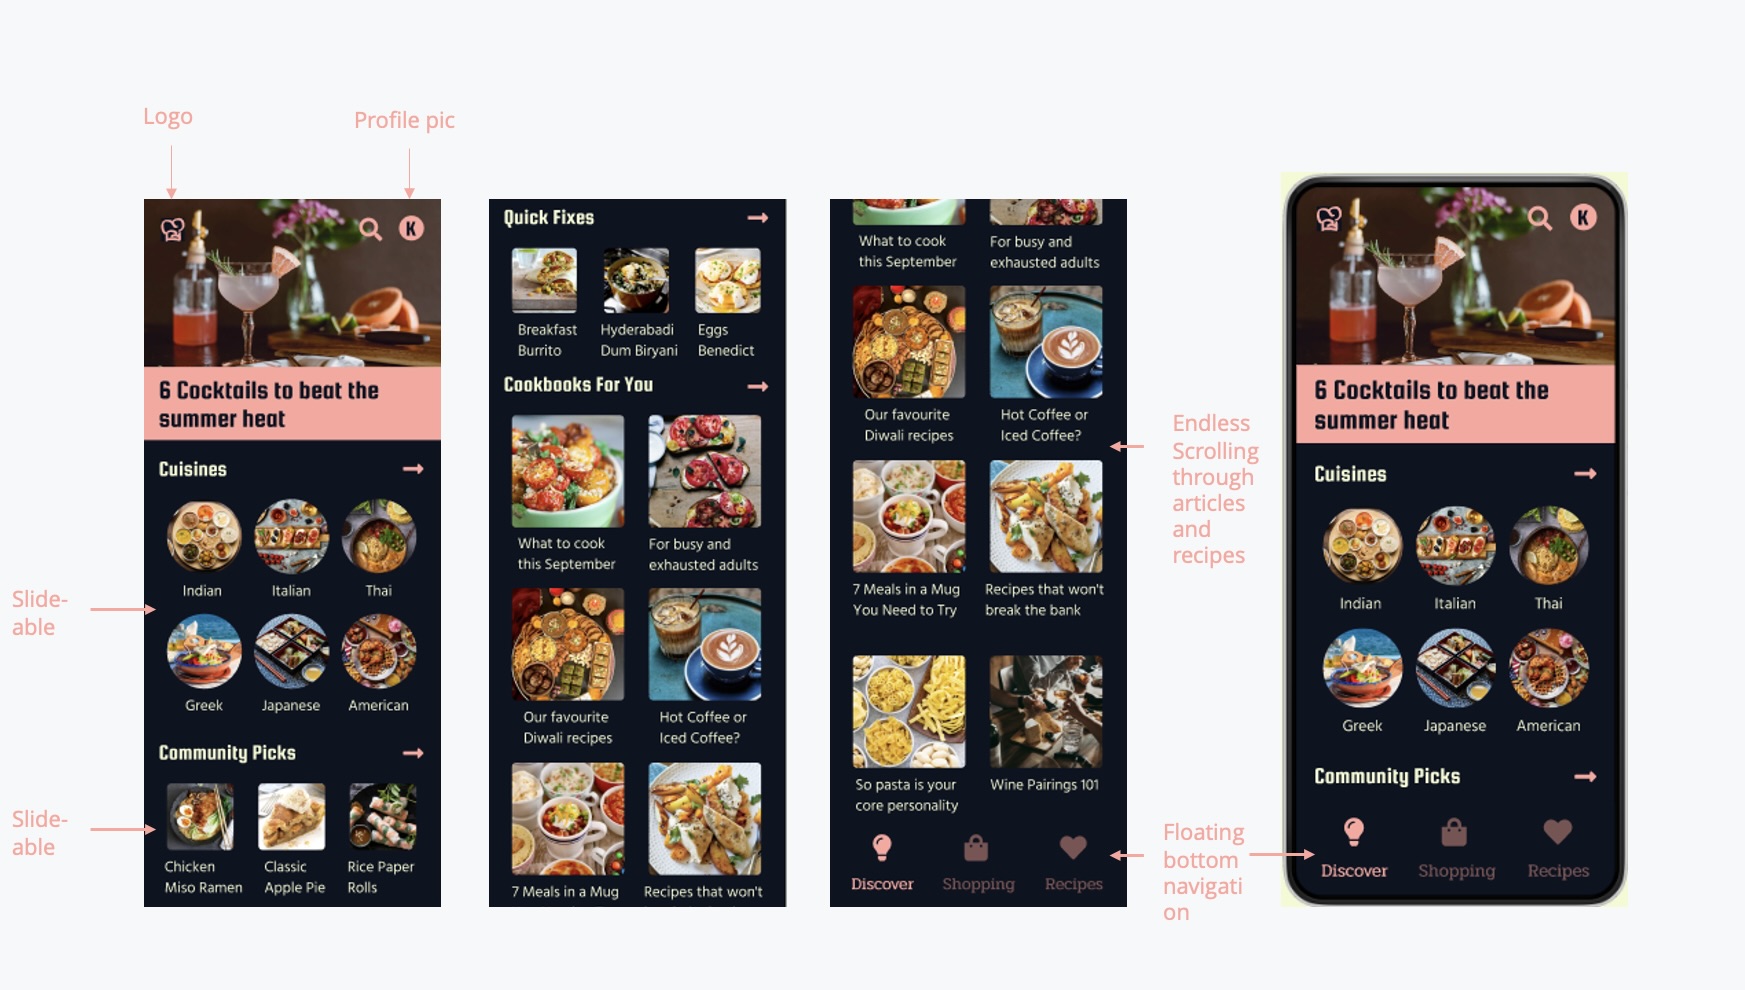 Logo
Profile pic
K
6 Cocktails to beat the
summer heat
Cuisines
Indian
Italian
Thai
Slide-
able
Greek
Japanese
American
Community Picks
Slide-
able
Chicken
Miso Ramen
Classic
Apple Pie
Rice Paper
Rolls
Quick Fixes
Breakfast
Burrito
Hyderabadi
Dum Biryani
Eggs
Benedict
Cookbooks For You
What to cook
this September
For busy and
exhausted adults
Our favourite
Diwali recipes
Hot Coffee or
Iced Coffee?
7 Meals in a Mug
Recipes that won't
What to cook
this September
For busy and
exhausted adults
Our favourite
Diwali recipes
Hot Coffee or
Iced Coffee?
7 Meals in a Mug
You Need to Try
Recipes that won't
break the bank
So pasta is your
core personality
Wine Pairings 101
Discover
Shopping
Recipes
Endless
Scrolling
through
articles
and
recipes
Floating
bottom
navigati
on
K
6 Cocktails to beat the
summer heat
Cuisines
Indian
Italian
Thai
Greek
Japanese
American
Community Picks
Discover
Shopping
Recipes